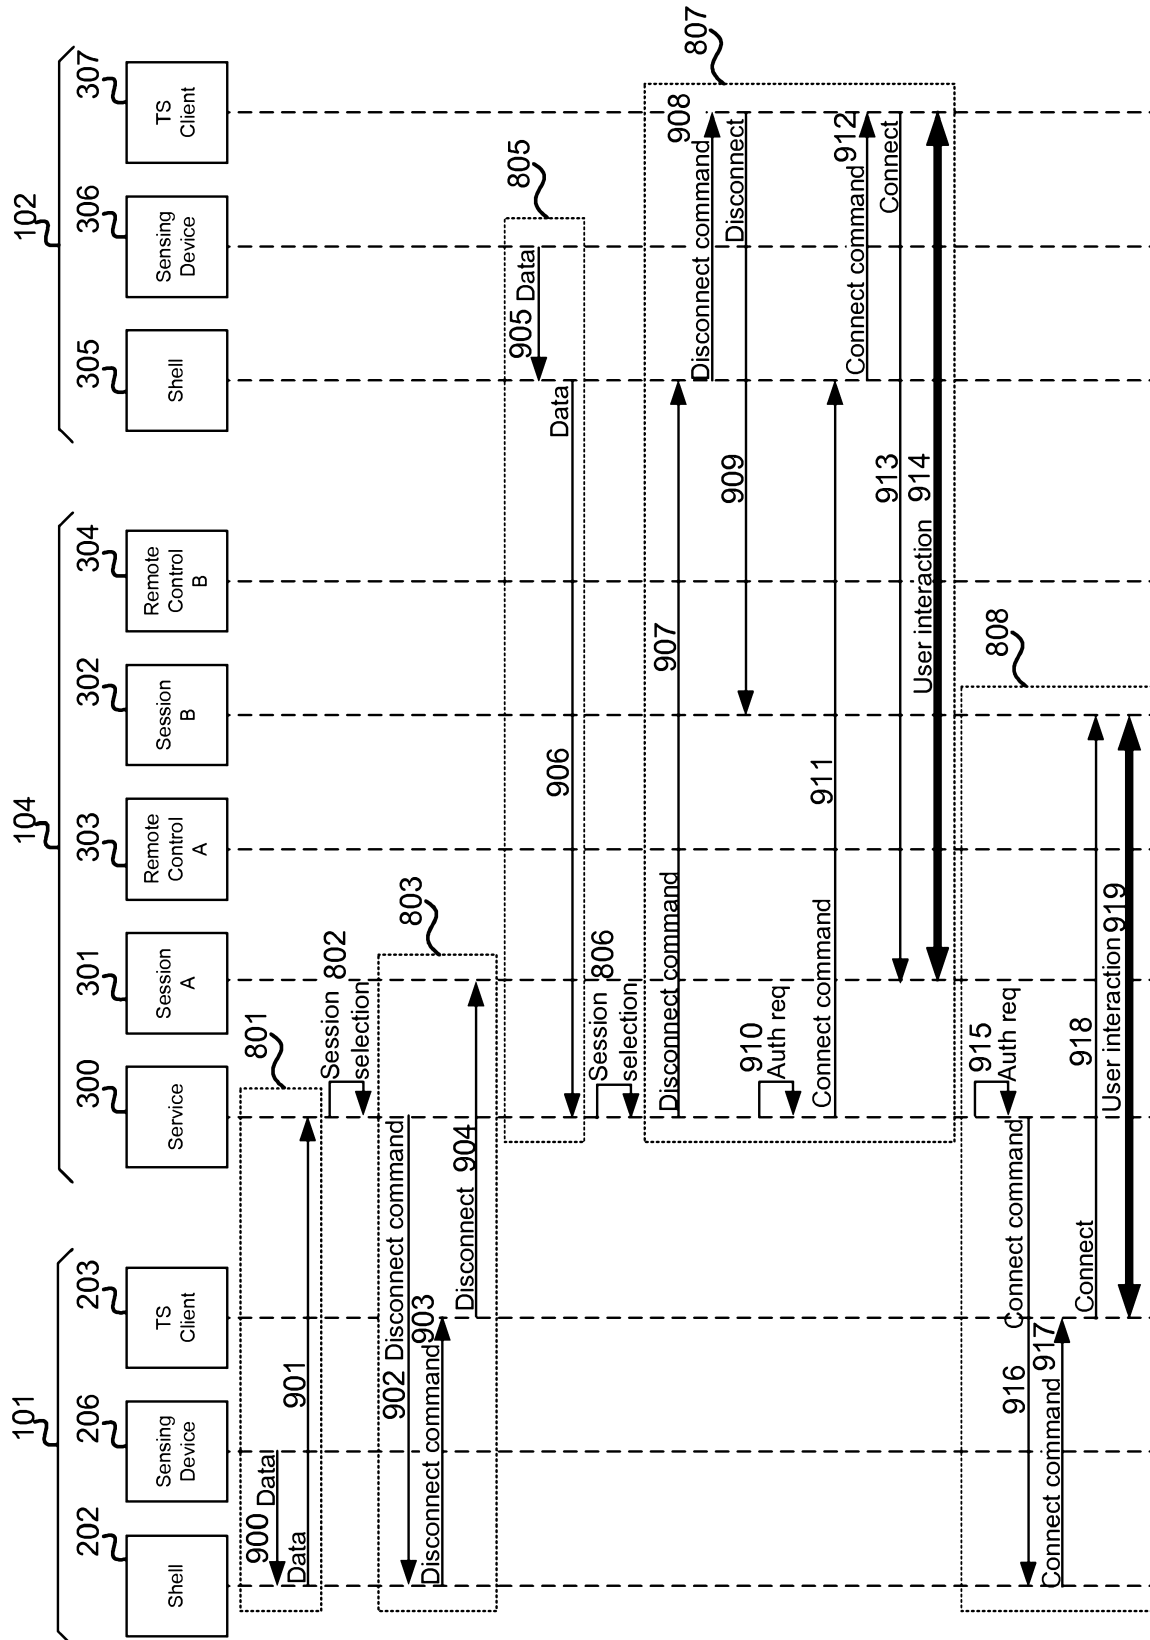 101
104
102
202
206
203
300
301
303
302
304
305
306
307
Shell
Sensing
Device
TS
Client
Service
Session
A
Remote
Control
A
Session
B
Remote
Control
B
Shell
Sensing
Device
TS
Client
801
900 Data
Data
901
Session 802
selection
803
902 Disconnect command
Disconnect command 903
Disconnect 904
805
905 Data
Data
906
Session 806
selection
807
Disconnect command
907
Disconnect command 908
Disconnect
909
910
Auth req
Connect command
911
Connect command 912
Connect
913
User interaction 914
808
915
Auth req
Connect command
916
Connect command 917
Connect
918
User interaction 919